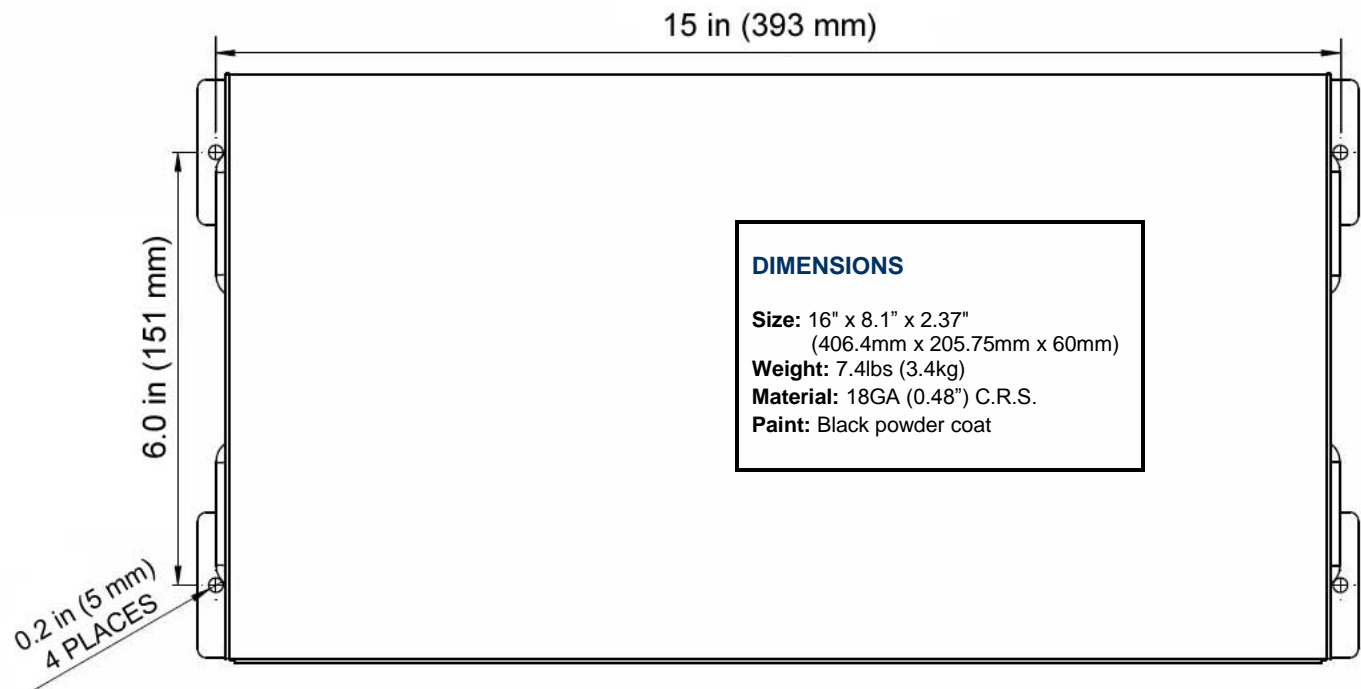 15 in (393 mm)
6.0 in (151 mm)
DIMENSIONS
Size: 16" x 8.1” x 2.37"
(406.4mm x 205.75mm x 60mm)
Weight: 7.4lbs (3.4kg)
Material: 18GA (0.48”) C.R.S.
Paint: Black powder coat
0.2 in (5 mm)
4 PLACES